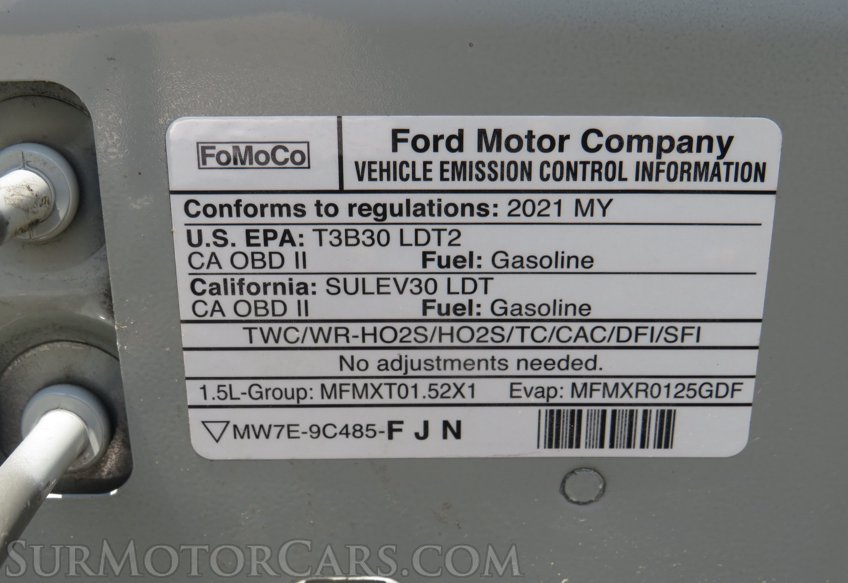 FoMoCo
Ford Motor Company
VEHICLE EMISSION CONTROL INFORMATION
Conforms to regulations: 2021 MY
U.S. EPA: T3B30 LDT2
CA OBD II Fuel: Gasoline
California: SULEV30 LDT
CA OBD II Fuel: Gasoline
TWC/WR-HO2S/HO2S/TC/CAC/DFI/SFI
No adjustments needed.
1.5L-Group: MFMXT01.52X1 Evap: MFMXR0125GDF
MW7E-9C485-F J N
SURMOTORCARS.COM